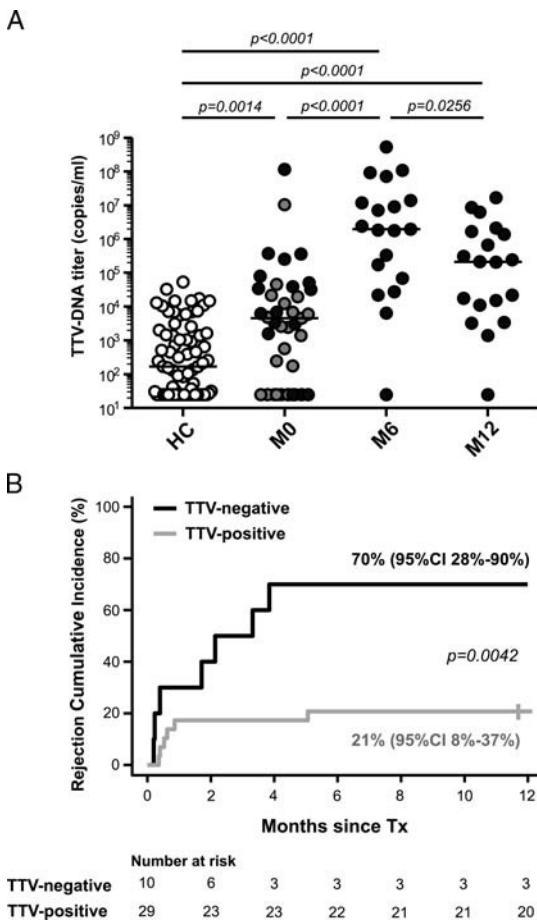 A
p<0.0001
p<0.0001
p=0.0014 p<0.0001 p=0.0256
TTV-DNA titer (copies/ml)
10⁹
10⁸
10⁷
10⁶
10⁵
10⁴
10³
10²
10¹
HC M0 M6 M12
B
Rejection Cumulative Incidence (%)
100
80
60
40
20
0
TTV-negative
TTV-positive
70% (95%CI 28%-90%)
p=0.0042
21% (95%CI 8%-37%)
0 2 4 6 8 10 12
Months since Tx
Number at risk
TTV-negative 10 6 3 3 3 3 3
TTV-positive 29 23 23 22 21 21 20